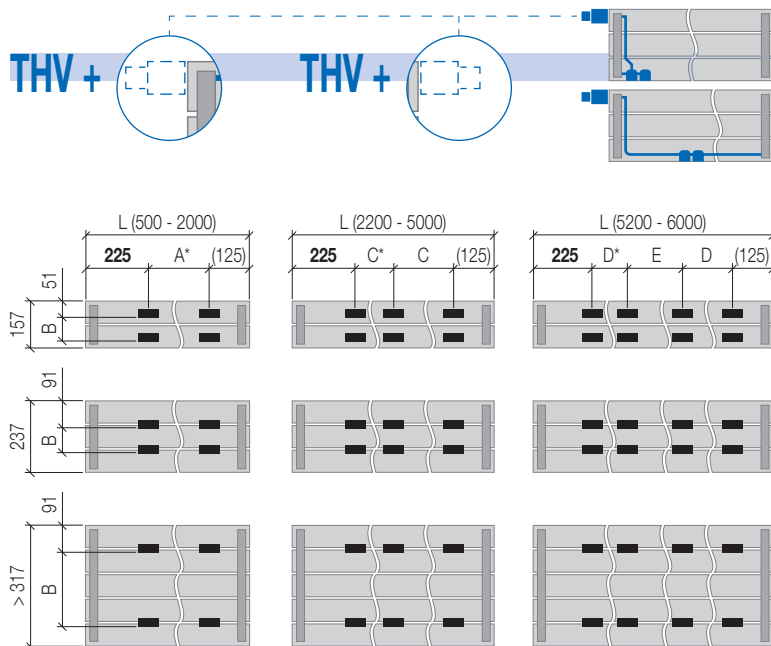 THV +
THV +
L (500 - 2000)
L (2200 - 5000)
L (5200 - 6000)
225 A* (125)
225 C* C (125)
225 D* E D (125)
51
157
B
91
237
B
91
> 317
B